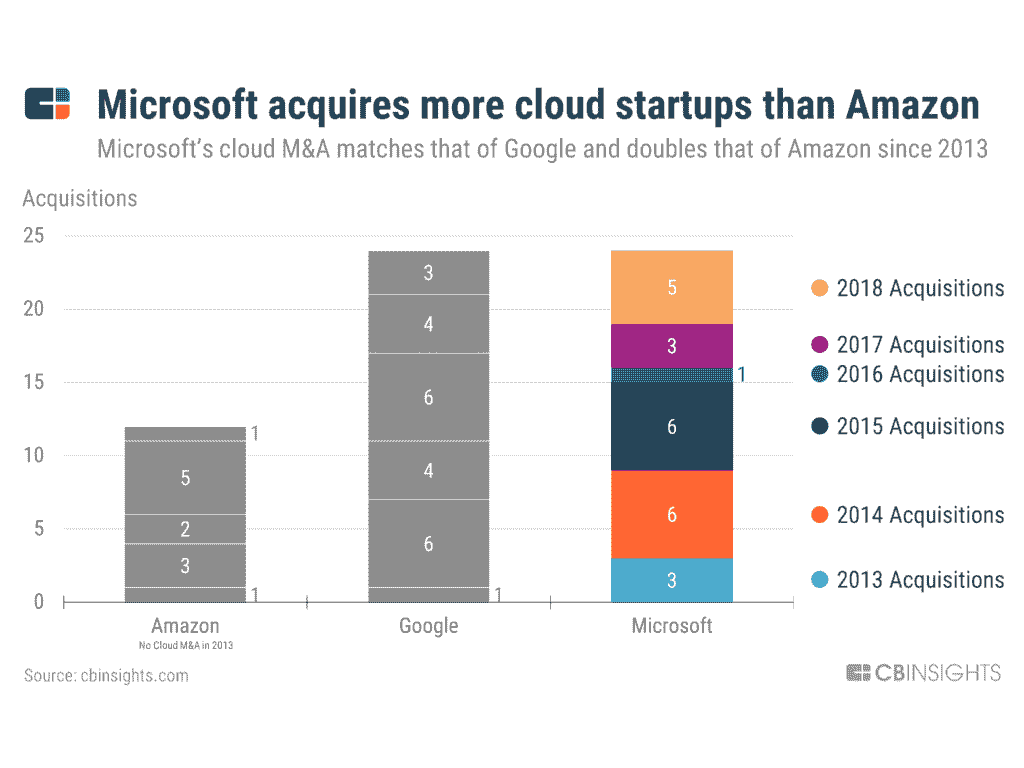 Microsoft acquires more cloud startups than Amazon
Microsoft's cloud M&A matches that of Google and doubles that of Amazon since 2013
Acquisitions
25
20
15
10
5
0
1
5
2
3
1
3
4
6
4
6
1
5
3
1
6
6
3
2018 Acquisitions
2017 Acquisitions
2016 Acquisitions
2015 Acquisitions
2014 Acquisitions
2013 Acquisitions
Amazon
No Cloud M&A in 2013
Google
Microsoft
Source: cbinsights.com
CBINSIGHTS